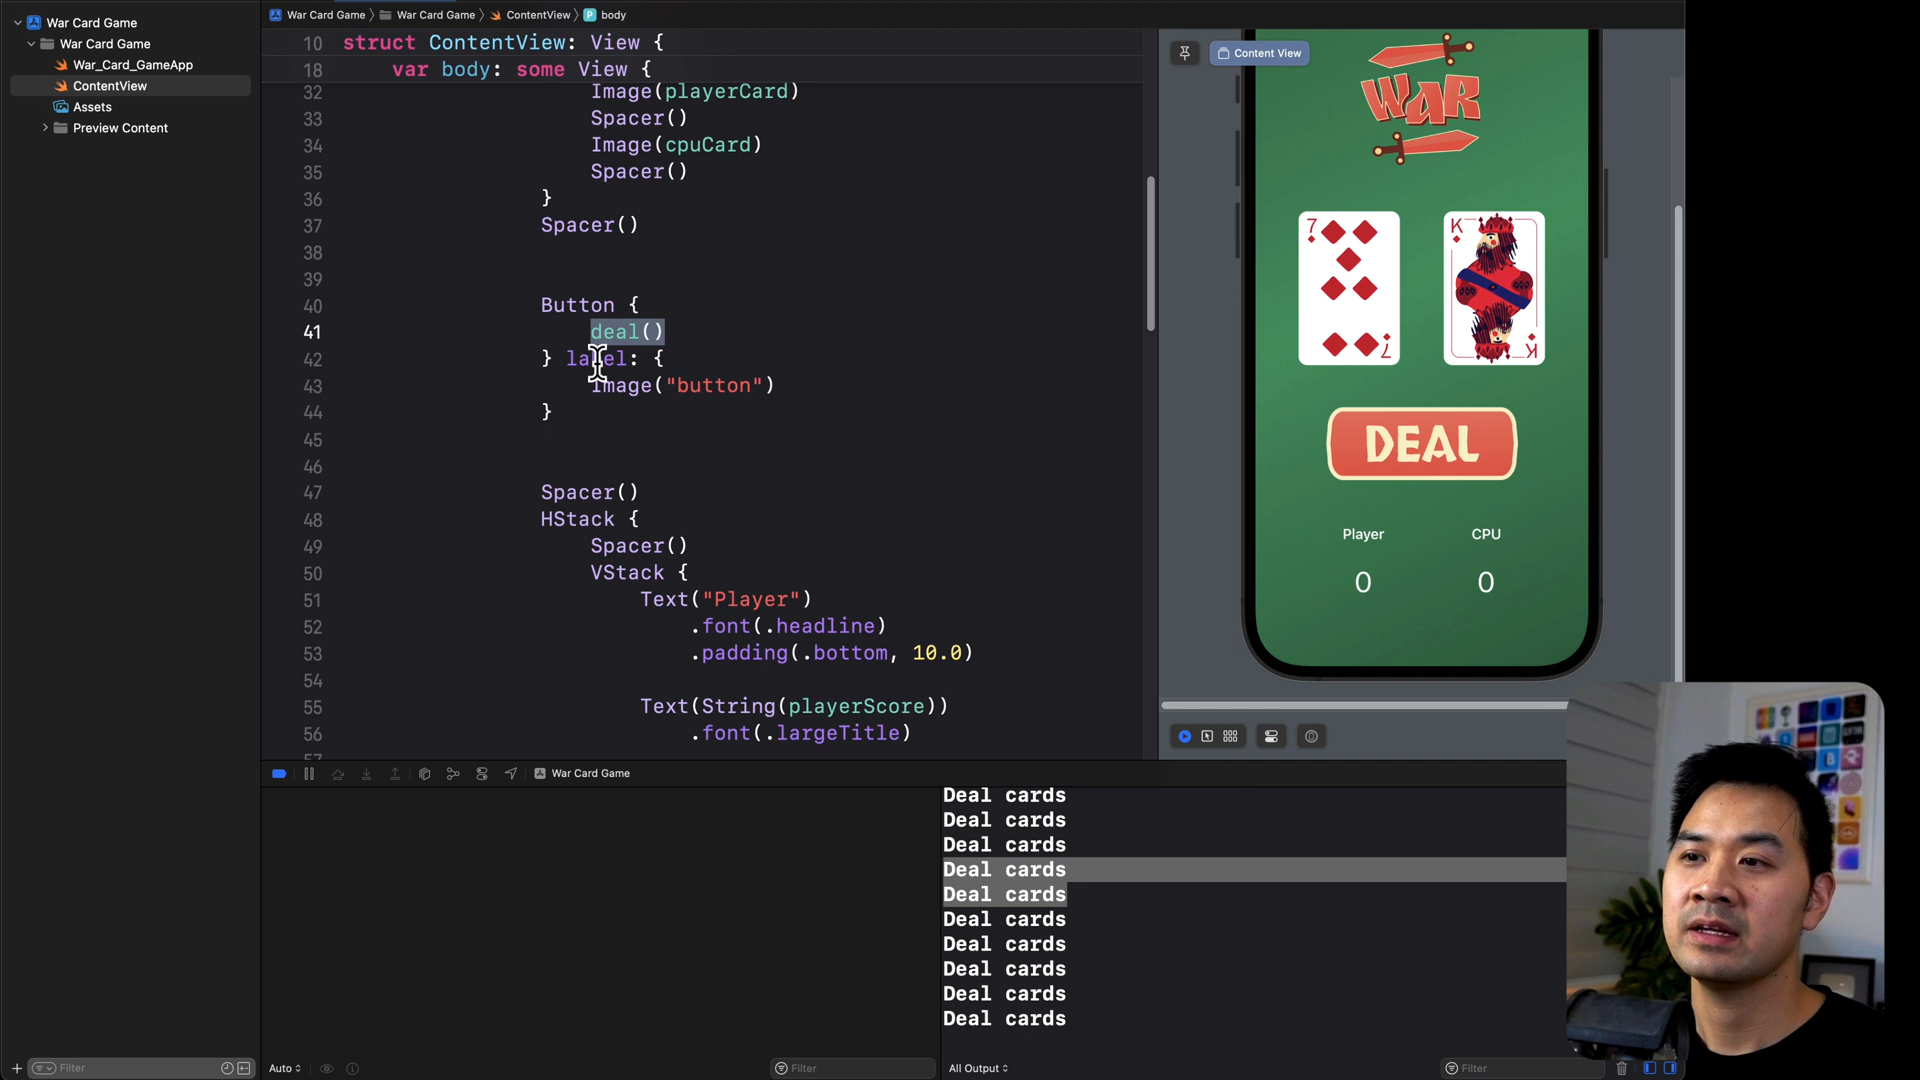 War Card Game
War Card Game
War_Card_GameApp
ContentView
Assets
Preview Content
War Card Game 〉 War Card Game 〉 ContentView 〉 P body
10 struct ContentView: View {
18 var body: some View {
32 Image(playerCard)
33 Spacer()
34 Image(cpuCard)
35 Spacer()
36 }
37 Spacer()
38
39
40 Button {
41 deal()
42 } label: {
43 Image("button")
44 }
45
46
47 Spacer()
48 HStack {
49 Spacer()
50 VStack {
51 Text("Player")
52 .font(.headline)
53 .padding(.bottom, 10.0)
54
55 Text(String(playerScore))
56 .font(.largeTitle)
57
Content View
WAR
7
K
7
K
DEAL
Player CPU
0 0
War Card Game
Deal cards
Deal cards
Deal cards
Deal cards
Deal cards
Deal cards
Deal cards
Deal cards
Deal cards
Deal cards
Filter
Auto
Filter
All Output
Filter